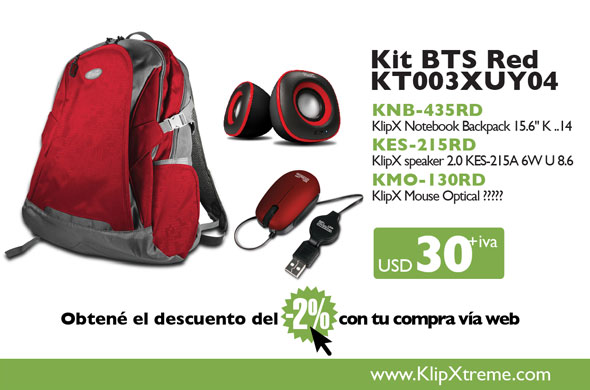 Kit BTS Red
KT003XUY04
KNB-435RD
KlipX Notebook Backpack 15.6" K ..14
KES-215RD
KlipX speaker 2.0 KES-215A 6W U 8.6
KMO-130RD
KlipX Mouse Optical ?????
USD 30 +iva
Obtené el descuento del -2% con tu compra vía web
www.KlipXtreme.com